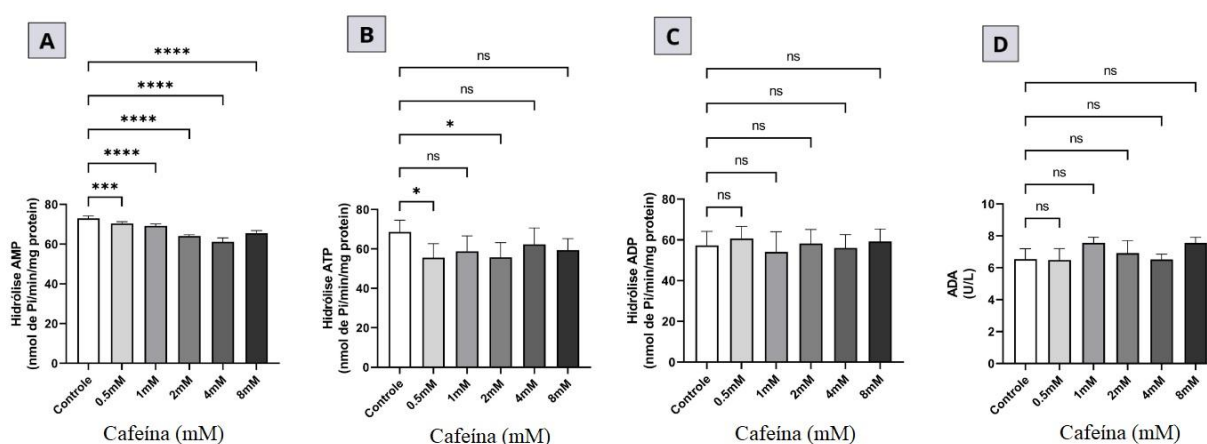 A
****
****
****
****
***
Hidrólise AMP
(nmol de Pi/min/mg protein)
100
80
60
40
20
0
Controle
0.5mM
1mM
2mM
4mM
8mM
Cafeína (mM)
B
ns
ns
*
ns
*
Hidrólise ATP
(nmol de Pi/min/mg protein)
80
60
40
20
0
Controle
0.5mM
1mM
2mM
4mM
8mM
Cafeína (mM)
C
ns
ns
ns
ns
ns
Hidrólise ADP
(nmol de Pi/min/mg protein)
80
60
40
20
0
Controle
0.5mM
1mM
2mM
4mM
8mM
Cafeína (mM)
D
ns
ns
ns
ns
ns
ADA
(U/L)
10
8
6
4
2
0
Controle
0.5mM
1mM
2mM
4mM
8mM
Cafeína (mM)